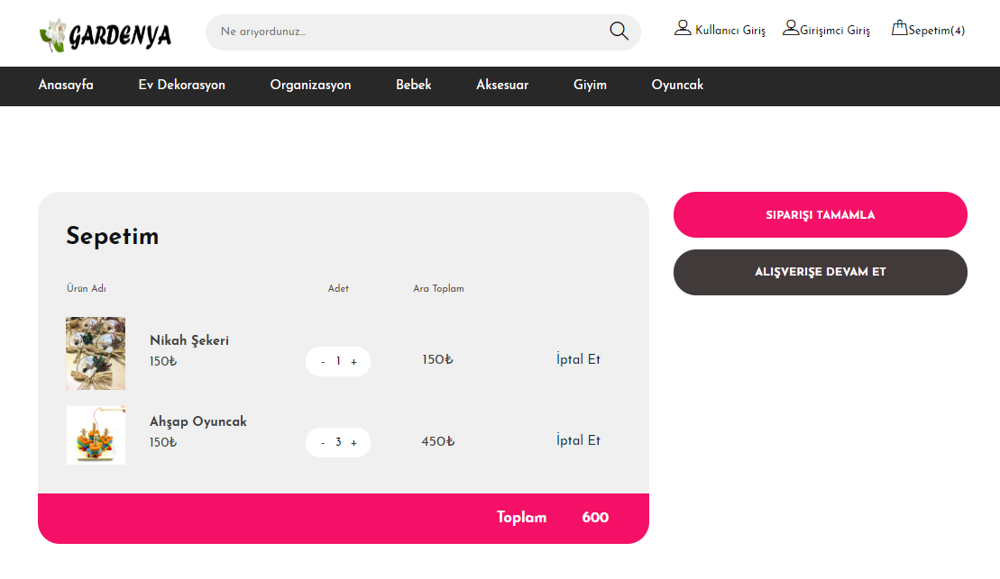 GARDENYA
Ne arıyordunuz...
Kullanıcı Giriş
Girişimci Giriş
Sepetim(4)
Anasayfa
Ev Dekorasyon
Organizasyon
Bebek
Aksesuar
Giyim
Oyuncak
Sepetim
Ürün Adı
Adet
Ara Toplam
Nikah Şekeri
150₺
- 1 +
150₺
İptal Et
Ahşap Oyuncak
150₺
- 3 +
450₺
İptal Et
Toplam 600
SIPARIŞI TAMAMLA
ALIŞVERIŞE DEVAM ET